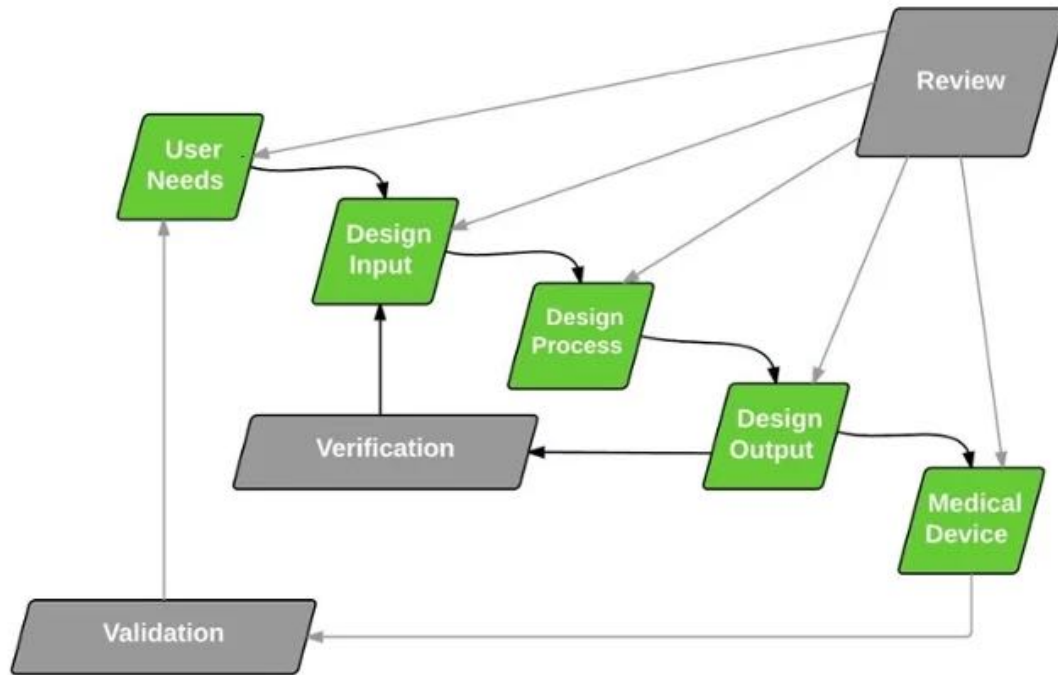 Review
User
Needs
Design
Input
Design
Process
Design
Output
Verification
Medical
Device
Validation